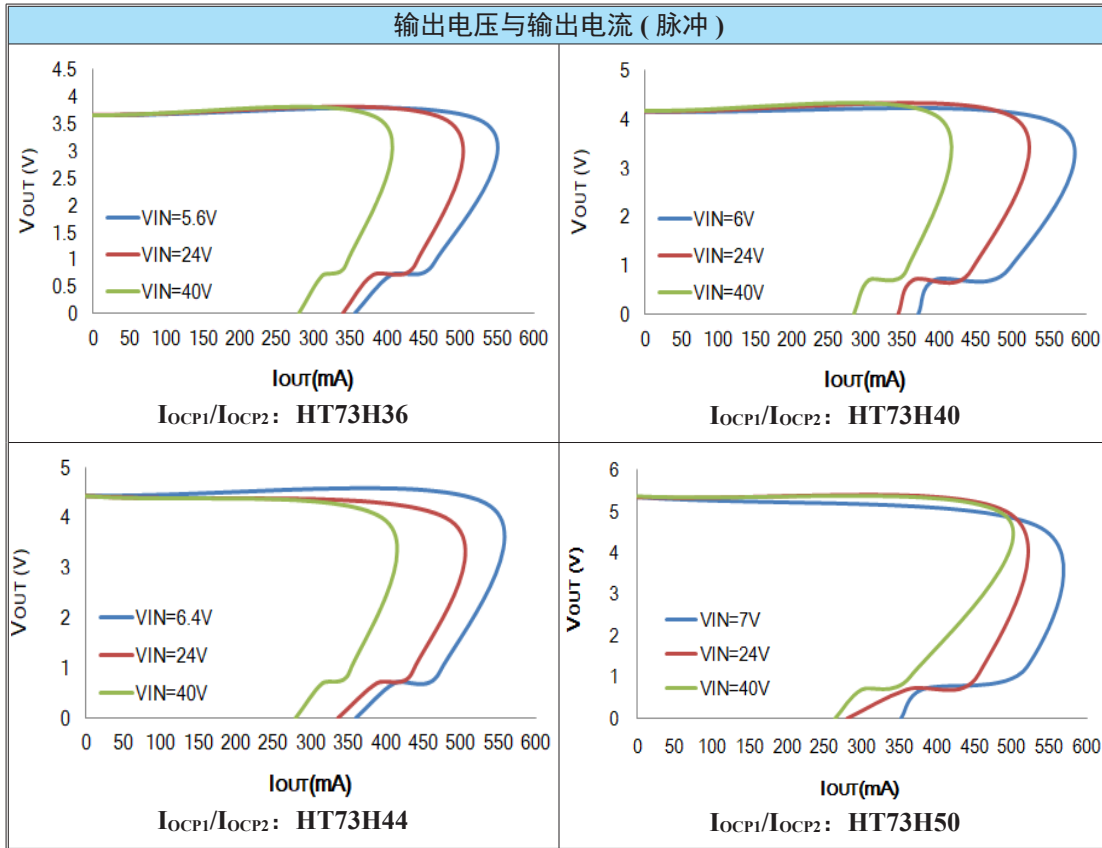 输出电压与输出电流 ( 脉冲 )
4.5
4
3.5
3
2.5
2
1.5
1
0.5
0
VOUT (V)
VIN=5.6V
VIN=24V
VIN=40V
0 50 100 150 200 250 300 350 400 450 500 550 600
IOUT(mA)
IOCP1/IOCP2: HT73H36
5
4
3
2
1
0
VOUT (V)
VIN=6V
VIN=24V
VIN=40V
0 50 100 150 200 250 300 350 400 450 500 550 600
IOUT(mA)
IOCP1/IOCP2: HT73H40
5
4
3
2
1
0
VOUT (V)
VIN=6.4V
VIN=24V
VIN=40V
0 50 100 150 200 250 300 350 400 450 500 550 600
IOUT(mA)
IOCP1/IOCP2: HT73H44
6
5
4
3
2
1
0
VOUT (V)
VIN=7V
VIN=24V
VIN=40V
0 50 100 150 200 250 300 350 400 450 500 550 600
IOUT(mA)
IOCP1/IOCP2: HT73H50